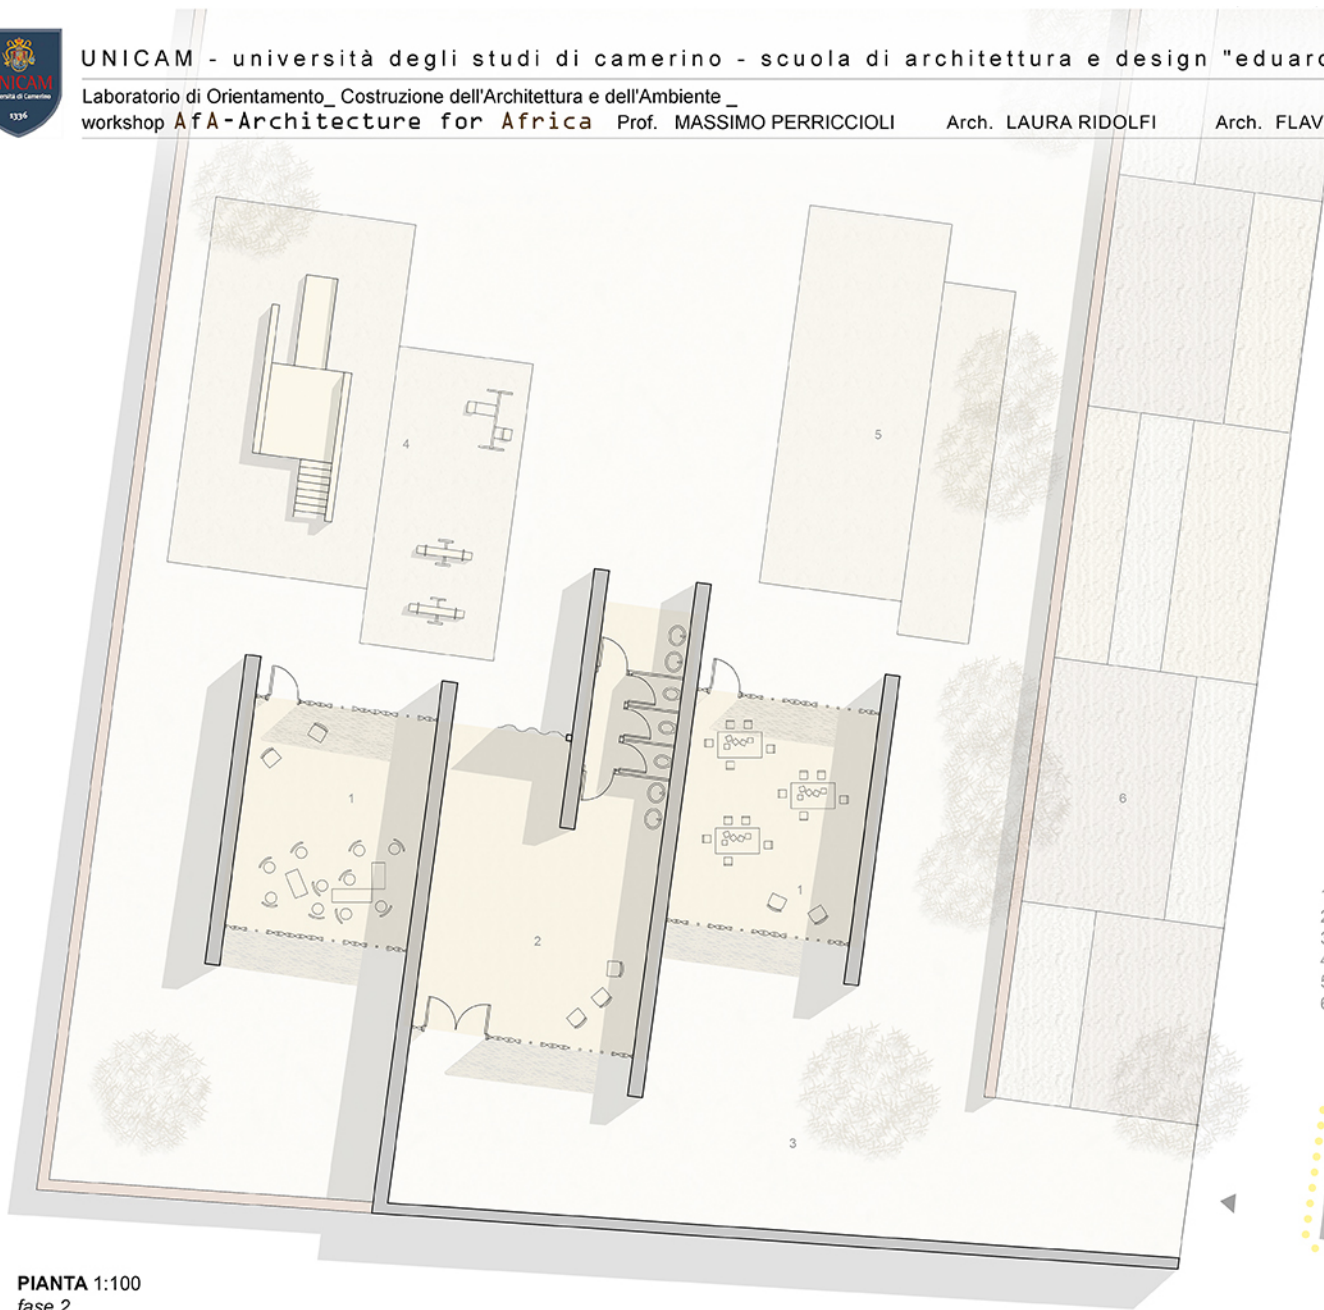 UNICAM - università degli studi di camerino - scuola di architettura e design "eduard
UNICAM
1336
Laboratorio di Orientamento_ Costruzione dell'Architettura e dell'Ambiente _
workshop AfA-Architecture for Africa Prof. MASSIMO PERRICCIOLI Arch. LAURA RIDOLFI Arch. FLAV
4
5
1
6
1
2
3
PIANTA 1:100
fase 2